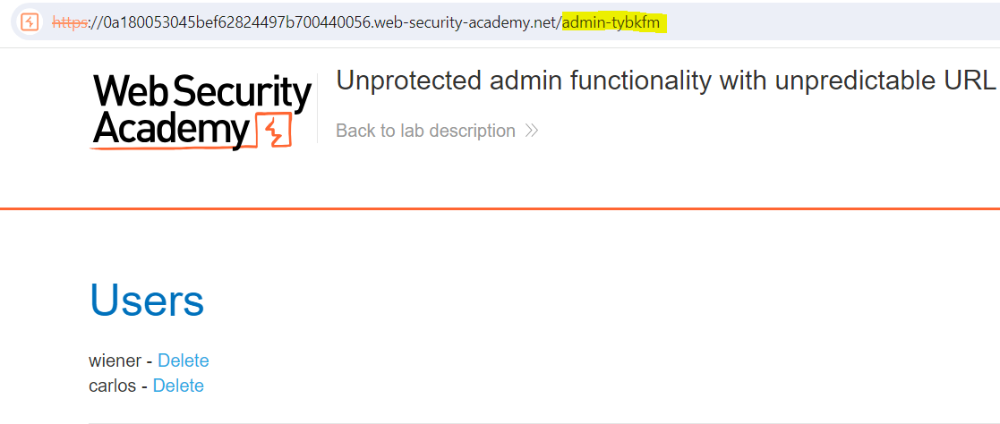 https://0a180053045bef62824497b700440056.web-security-academy.net/admin-tybkfm
Web Security
Academy
Unprotected admin functionality with unpredictable URL
Back to lab description
Users
wiener - Delete
carlos - Delete